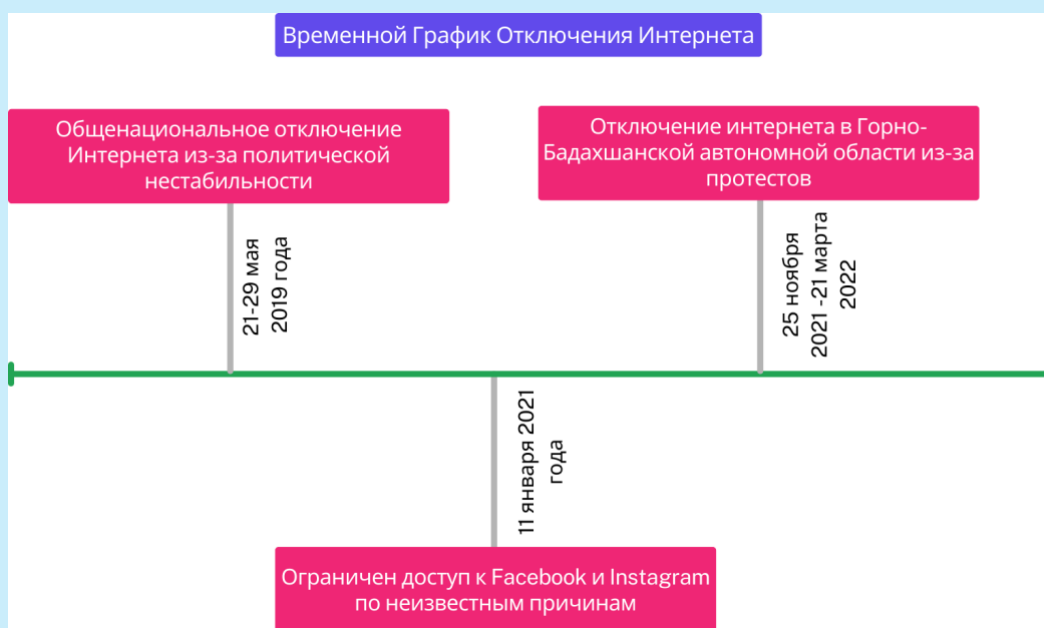 Временной График Отключения Интернета
Общенациональное отключение
Интернета из-за политической
нестабильности
Отключение интернета в Горно-
Бадахшанской автономной области из-за
протестов
21-29 мая
2019 года
25 ноября
2021 -21 марта
2022
11 января 2021
года
Ограничен доступ к Facebook и Instagram
по неизвестным причинам